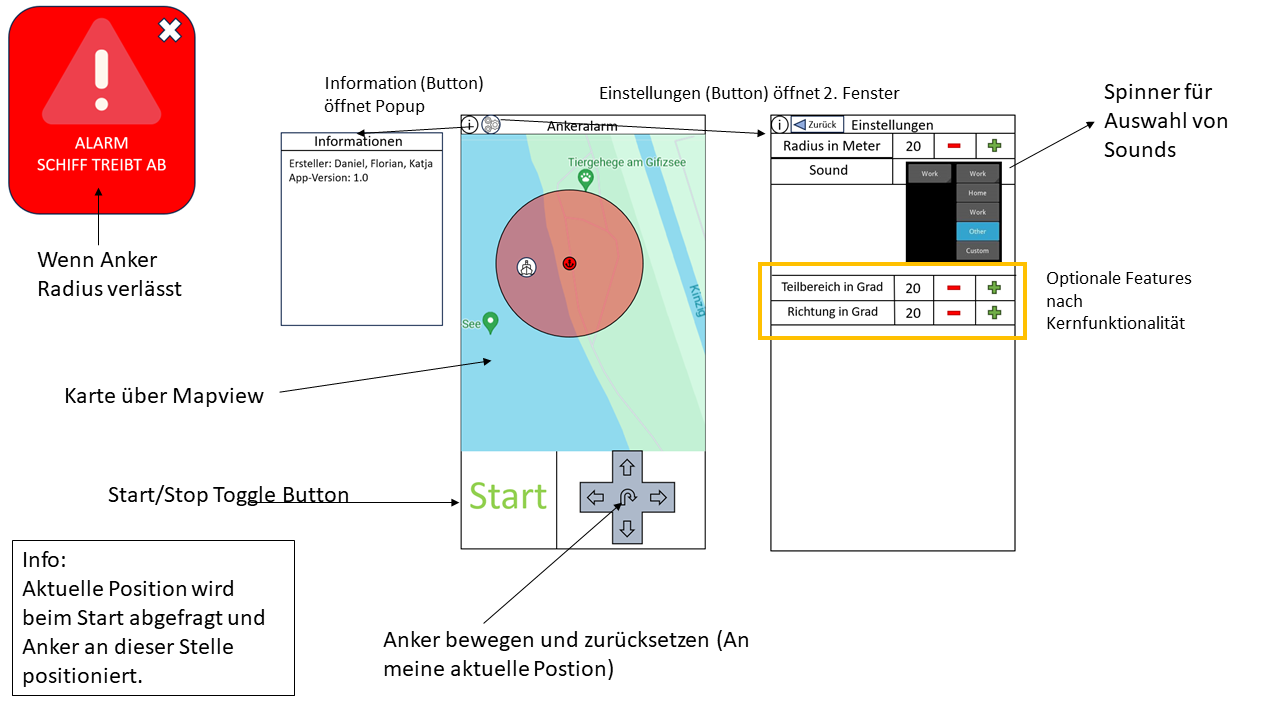 ALARM
SCHIFF TREIBT AB
Wenn Anker
Radius verlässt
Information (Button)
öffnet Popup
Informationen
Ersteller: Daniel, Florian, Katja
App-Version: 1.0
Einstellungen (Button) öffnet 2. Fenster
i
Ankeralarm
Tiergehege am Gifizsee
See
Kinzig
Karte über Mapview
Start/Stop Toggle Button
Start
Anker bewegen und zurücksetzen (An
meine aktuelle Postion)
i
Zurück
Einstellungen
Radius in Meter 20
Sound
Work Work
Home
Work
Other
Custom
Teilbereich in Grad 20
Richtung in Grad 20
Spinner für
Auswahl von
Sounds
Optionale Features
nach
Kernfunktionalität
Info:
Aktuelle Position wird
beim Start abgefragt und
Anker an dieser Stelle
positioniert.